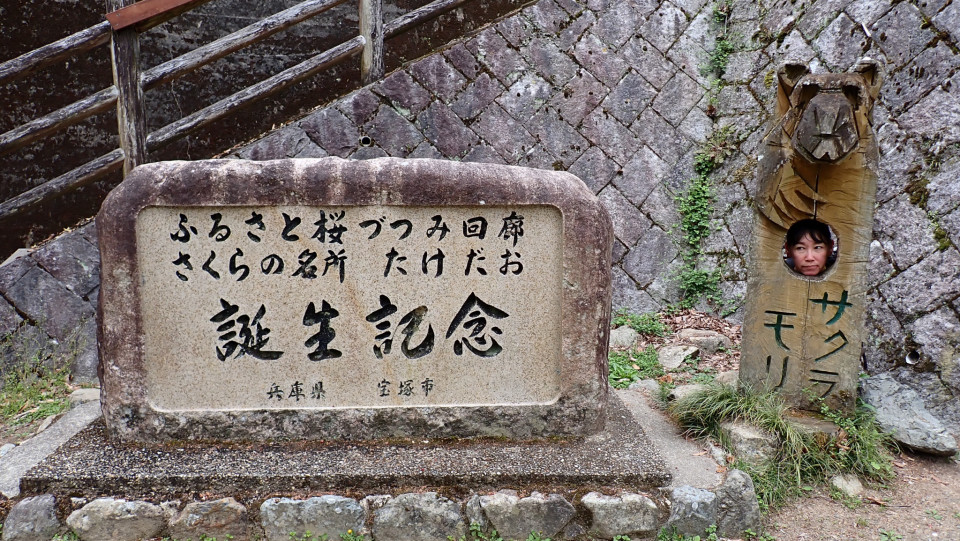 ふるさと桜づつみ回廊
さくらの名所 たけだお
誕生記念
兵庫県 宝塚市
サクラ
モリ